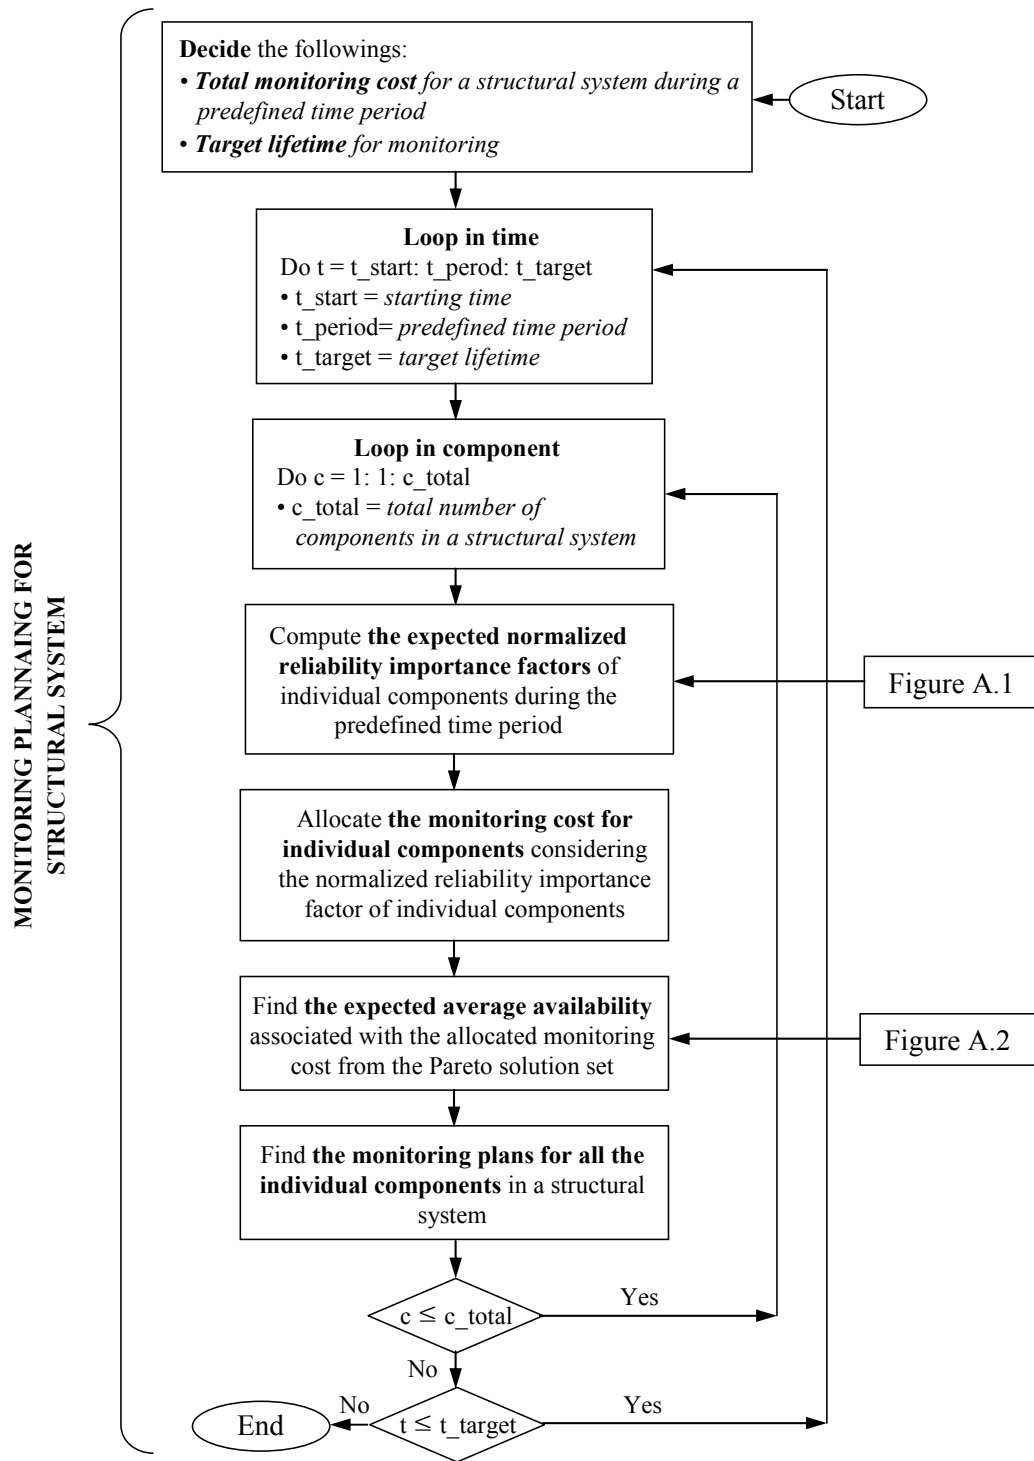 Decide the followings:
• Total monitoring cost for a structural system during a
predefined time period
• Target lifetime for monitoring
Start
Loop in time
Do t = t_start: t_perod: t_target
• t_start = starting time
• t_period= predefined time period
• t_target = target lifetime
Loop in component
Do c = 1: 1: c_total
• c_total = total number of
components in a structural system
MONITORING PLANNAING FOR
STRUCTURAL SYSTEM
Compute the expected normalized
reliability importance factors of
individual components during the
predefined time period
Figure A.1
Allocate the monitoring cost for
individual components considering
the normalized reliability importance
factor of individual components
Find the expected average availability
associated with the allocated monitoring
cost from the Pareto solution set
Figure A.2
Find the monitoring plans for all the
individual components in a structural
system
c ≤ c_total
Yes
No
t ≤ t_target
Yes
No
End